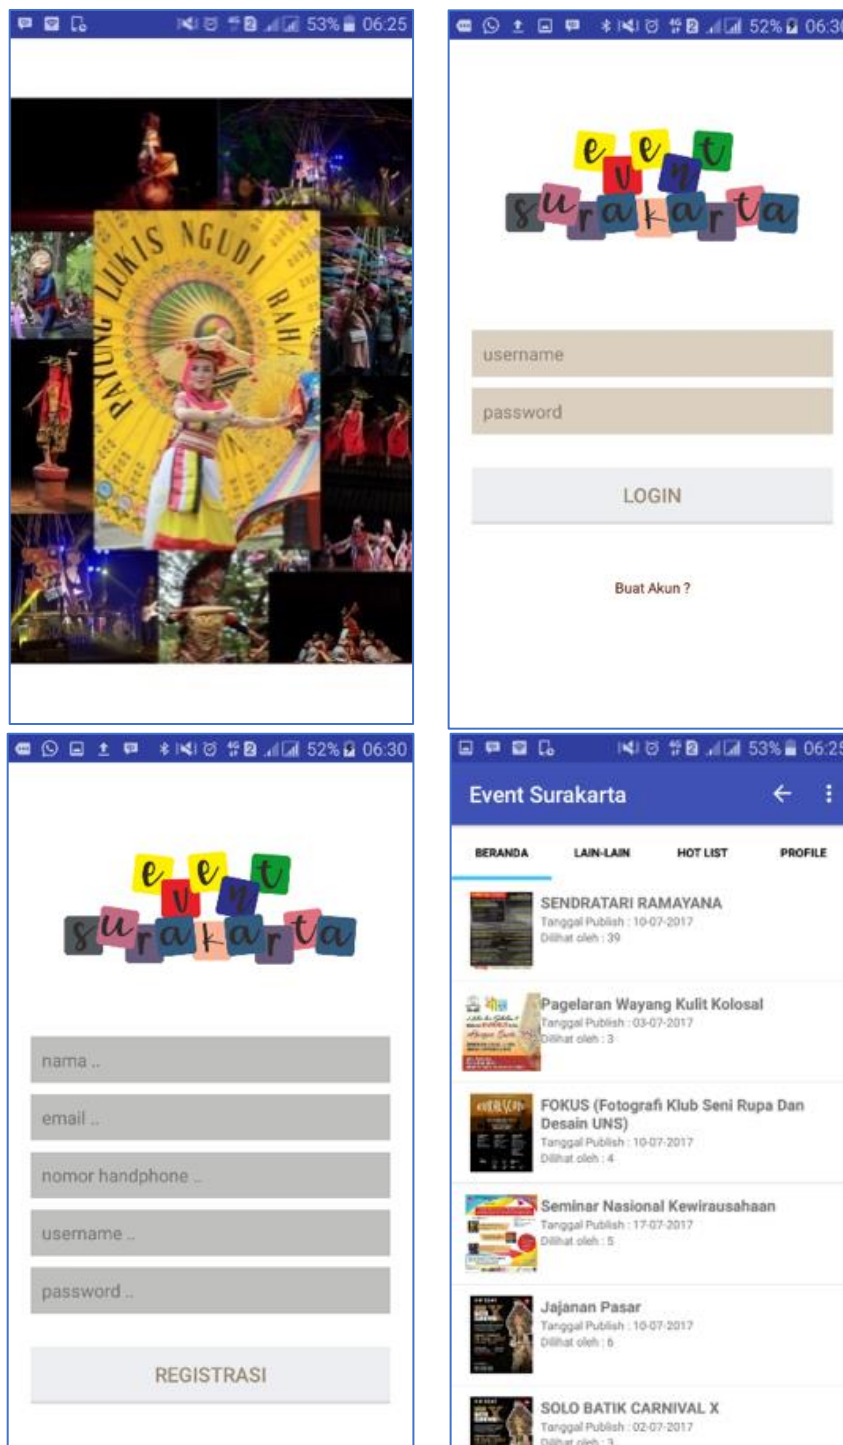 53% 06:25
PAYUNG LUKIS NGUDI RAHA
52% 06:30
event
surakarta
username
password
LOGIN
Buat Akun ?
52% 06:30
event
surakarta
nama ..
email ..
nomor handphone ..
username ..
password ..
REGISTRASI
53% 06:25
Event Surakarta
BERANDA LAIN-LAIN HOT LIST PROFILE
SENDRATARI RAMAYANA
Tanggal Publish : 10-07-2017
Dilihat oleh : 39
Pagelaran Wayang Kulit Kolosal
Tanggal Publish : 03-07-2017
Dilihat oleh : 3
FOKUS (Fotografi Klub Seni Rupa Dan
Desain UNS)
Tanggal Publish : 10-07-2017
Dilihat oleh : 4
Seminar Nasional Kewirausahaan
Tanggal Publish : 17-07-2017
Dilihat oleh : 5
Jajanan Pasar
Tanggal Publish : 10-07-2017
Dilihat oleh : 6
SOLO BATIK CARNIVAL X
Tanggal Publish : 02-07-2017
Dilihat oleh : 3